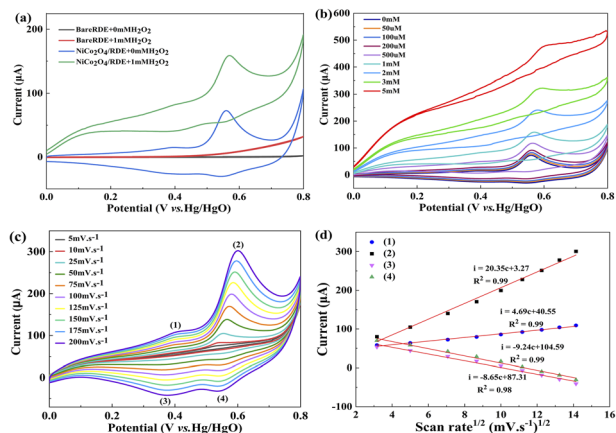 (a)
BareRDE+0mMH2O2
BareRDE+1mMH2O2
NiCo2O4/RDE+0mMH2O2
NiCo2O4/RDE+1mMH2O2
Current (µA)
100
0
0.0 0.2 0.4 0.6 0.8
Potential (V vs.Hg/HgO)
(b)
0mM
50uM
100uM
200uM
500uM
1mM
2mM
3mM
5mM
Current (µA)
600
500
400
300
200
100
0
0.0 0.2 0.4 0.6 0.8
Potential (V vs.Hg/HgO)
(c)
5mV.s-1
10mV.s-1
25mV.s-1
50mV.s-1
75mV.s-1
100mV.s-1
125mV.s-1
150mV.s-1
175mV.s-1
200mV.s-1
(1)
(2)
(3)
(4)
Current (µA)
300
200
100
0
0.0 0.2 0.4 0.6 0.8
Potential (V vs.Hg/HgO)
(d)
(1)
(2)
(3)
(4)
i = 20.35c+3.27
R2 = 0.99
i = 4.69c+40.55
R2 = 0.99
i = -9.24c+104.59
R2 = 0.99
i = -8.65c+87.31
R2 = 0.98
Current (µA)
300
200
100
0
-100
4 6 8 10 12 14 16
Scan rate1/2 (mV.s-1)1/2